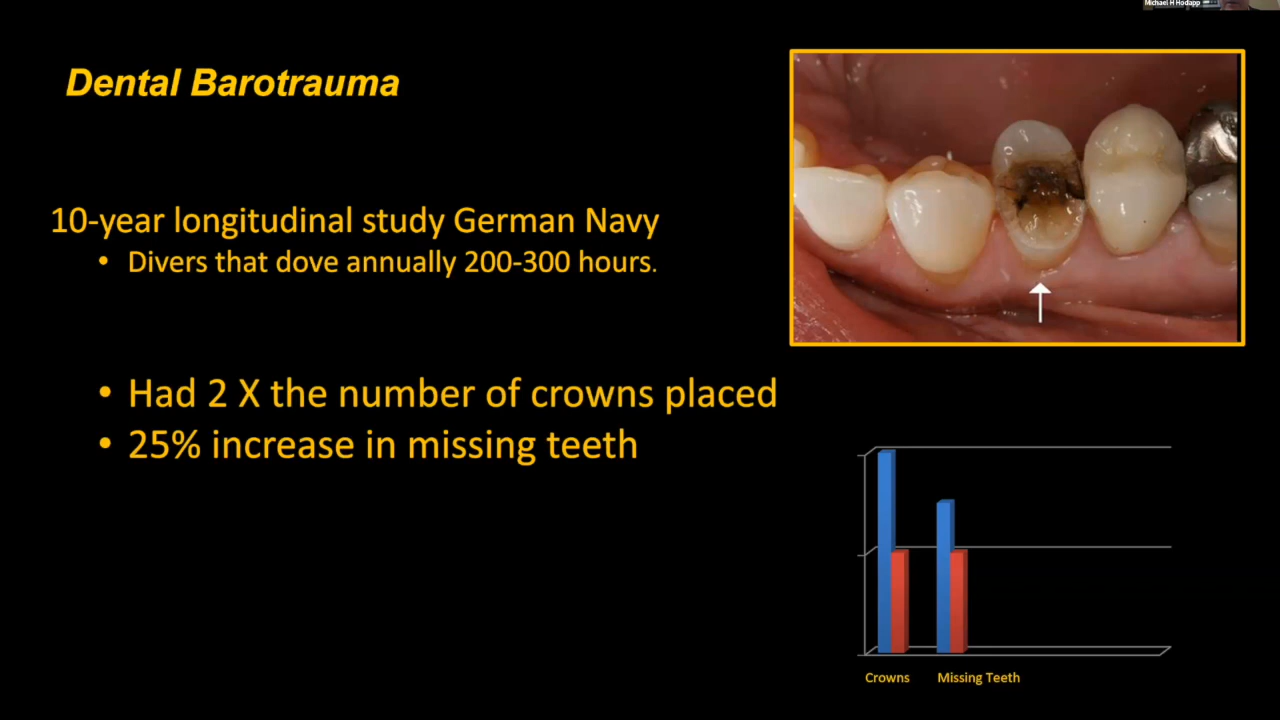 Michael H Hodapp
Dental Barotrauma
10-year longitudinal study German Navy
• Divers that dove annually 200-300 hours.
• Had 2 X the number of crowns placed
• 25% increase in missing teeth
Crowns
Missing Teeth